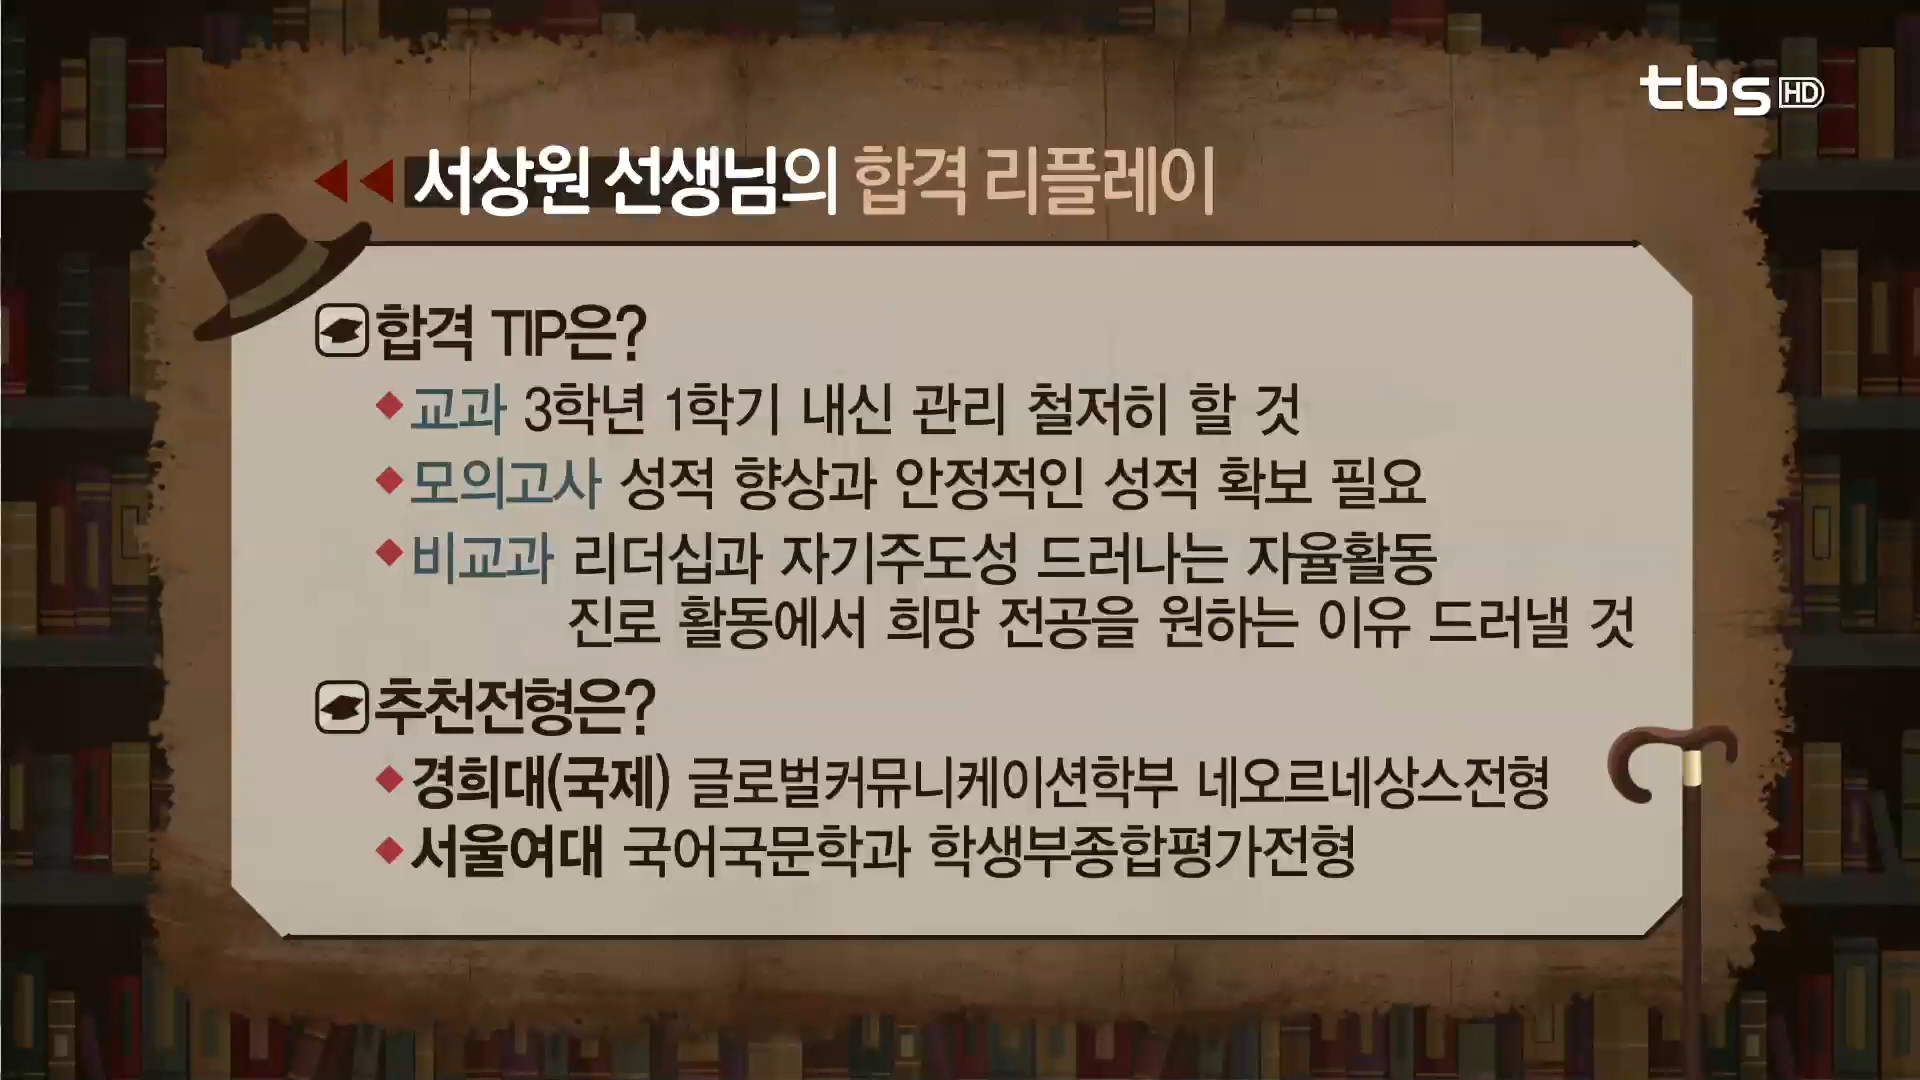 tbs HD
서상원 선생님의 합격 리플레이
합격 TIP은?
교과 3학년 1학기 내신 관리 철저히 할 것
모의고사 성적 향상과 안정적인 성적 확보 필요
비교과 리더십과 자기주도성 드러나는 자율활동
진로 활동에서 희망 전공을 원하는 이유 드러낼 것
추천전형은?
경희대(국제) 글로벌커뮤니케이션학부 네오르네상스전형
서울여대 국어국문학과 학생부종합평가전형